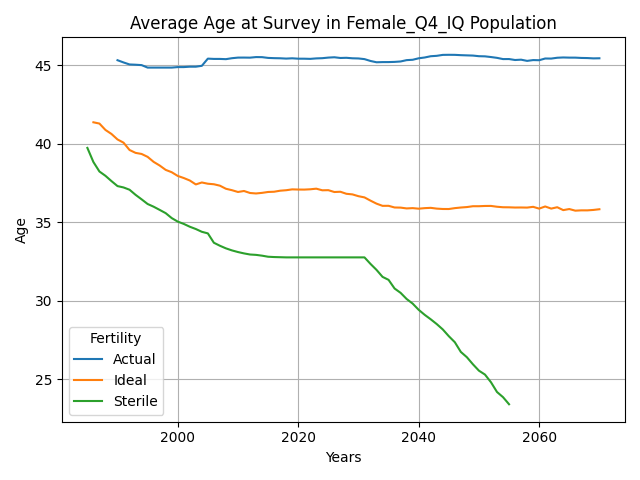 Average Age at Survey in Female_Q4_IQ Population
Age
45
40
35
30
25
Fertility
Actual
Ideal
Sterile
2000
2020
2040
2060
Years